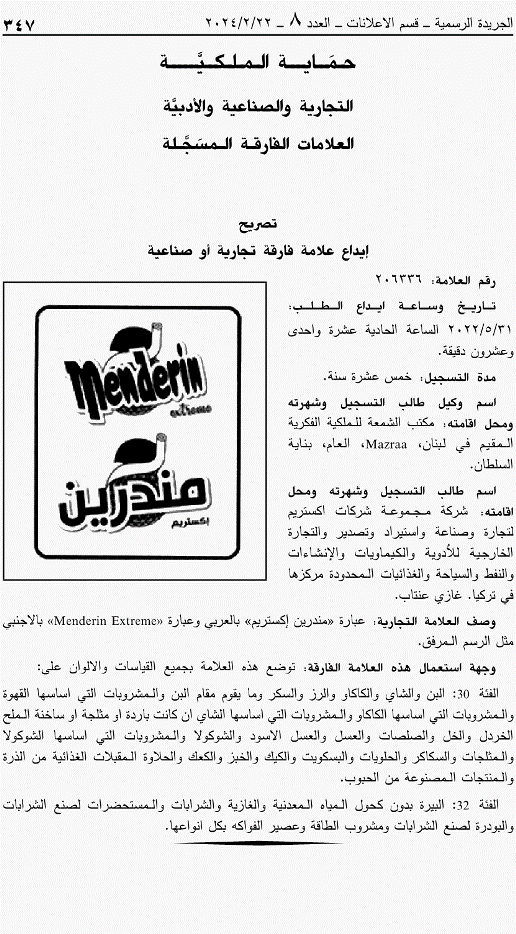 الجريدة الرسمية ــ قسم الاعلانات ــ العدد ٨ ــ ٢٠٢٤/٢/٢٢
٣٤٧
حمَاية الملكيَّة
التجارية والصناعية والأدبيَّة
العلامات الفارقة المسَجَّلة
تصريح
إيداع علامة فارقة تجارية أو صناعية
رقم العلامة: ٢٠٦٣٣٦
تاريخ وساعة ايداع الطلب:
٢٠٢٢/٥/٣١ الساعة الحادية عشرة واحدى
وعشرون دقيقة.
مدة التسجيل: خمس عشرة سنة.
اسم وكيل طالب التسجيل وشهرته
ومحل اقامته: مكتب الشمعة للملكية الفكرية
المقيم في لبنان، Mazraa، العام، بناية
السلطان.
اسم طالب التسجيل وشهرته ومحل
اقامته: شركة مجموعة شركات اكستريم
لتجارة وصناعة واستيراد وتصدير والتجارة
الخارجية للأدوية والكيماويات والإنشاءات
والنفط والسياحة والغذائيات المحدودة مركزها
في تركيا. غازي عنتاب.
Menderin
extreme
مندرين
إكستريم
وصف العلامة التجارية: عبارة «مندرين إكستريم» بالعربي وعبارة «Menderin Extreme» بالاجنبي
مثل الرسم المرفق.
وجهة استعمال هذه العلامة الفارقة: توضع هذه العلامة بجميع القياسات والالوان على:
الفئة 30: البن والشاي والكاكاو والرز والسكر وما يقوم مقام البن والمشروبات التي اساسها القهوة
والمشروبات التي اساسها الكاكاو والمشروبات التي اساسها الشاي ان كانت باردة او مثلجة او ساخنة الملح
الخردل والخل والصلصات والعسل والعسل الاسود والشوكولا والمشروبات التي اساسها الشوكولا
والمثلجات والسكاكر والحلويات والبسكويت والكيك والخبز والكعك والحلاوة المقبلات الغذائية من الذرة
والمنتجات المصنوعة من الحبوب.
الفئة 32: البيرة بدون كحول المياه المعدنية والغازية والشرابات والمستحضرات لصنع الشرابات
والبودرة لصنع الشرابات ومشروب الطاقة وعصير الفواكه بكل انواعها.